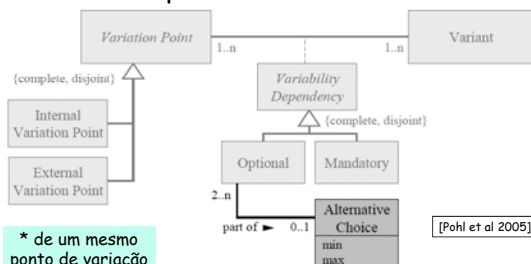 Variation Point
1..n
1..n
Variant
{complete, disjoint}
Variability
Dependency
{complete, disjoint}
Internal
Variation Point
External
Variation Point
Optional
Mandatory
2..n
part of ►
0..1
Alternative
Choice
min
max
[Pohl et al 2005]
* de um mesmo
ponto de variação